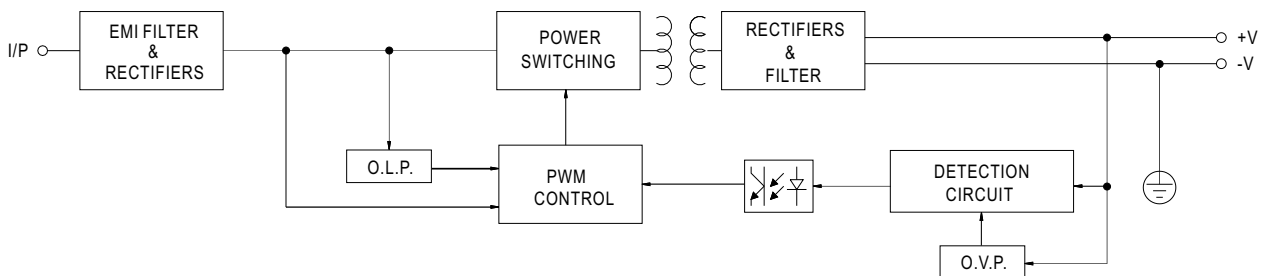 I/P
EMI FILTER
&
RECTIFIERS
POWER
SWITCHING
RECTIFIERS
&
FILTER
+V
-V
O.L.P.
PWM
CONTROL
DETECTION
CIRCUIT
O.V.P.